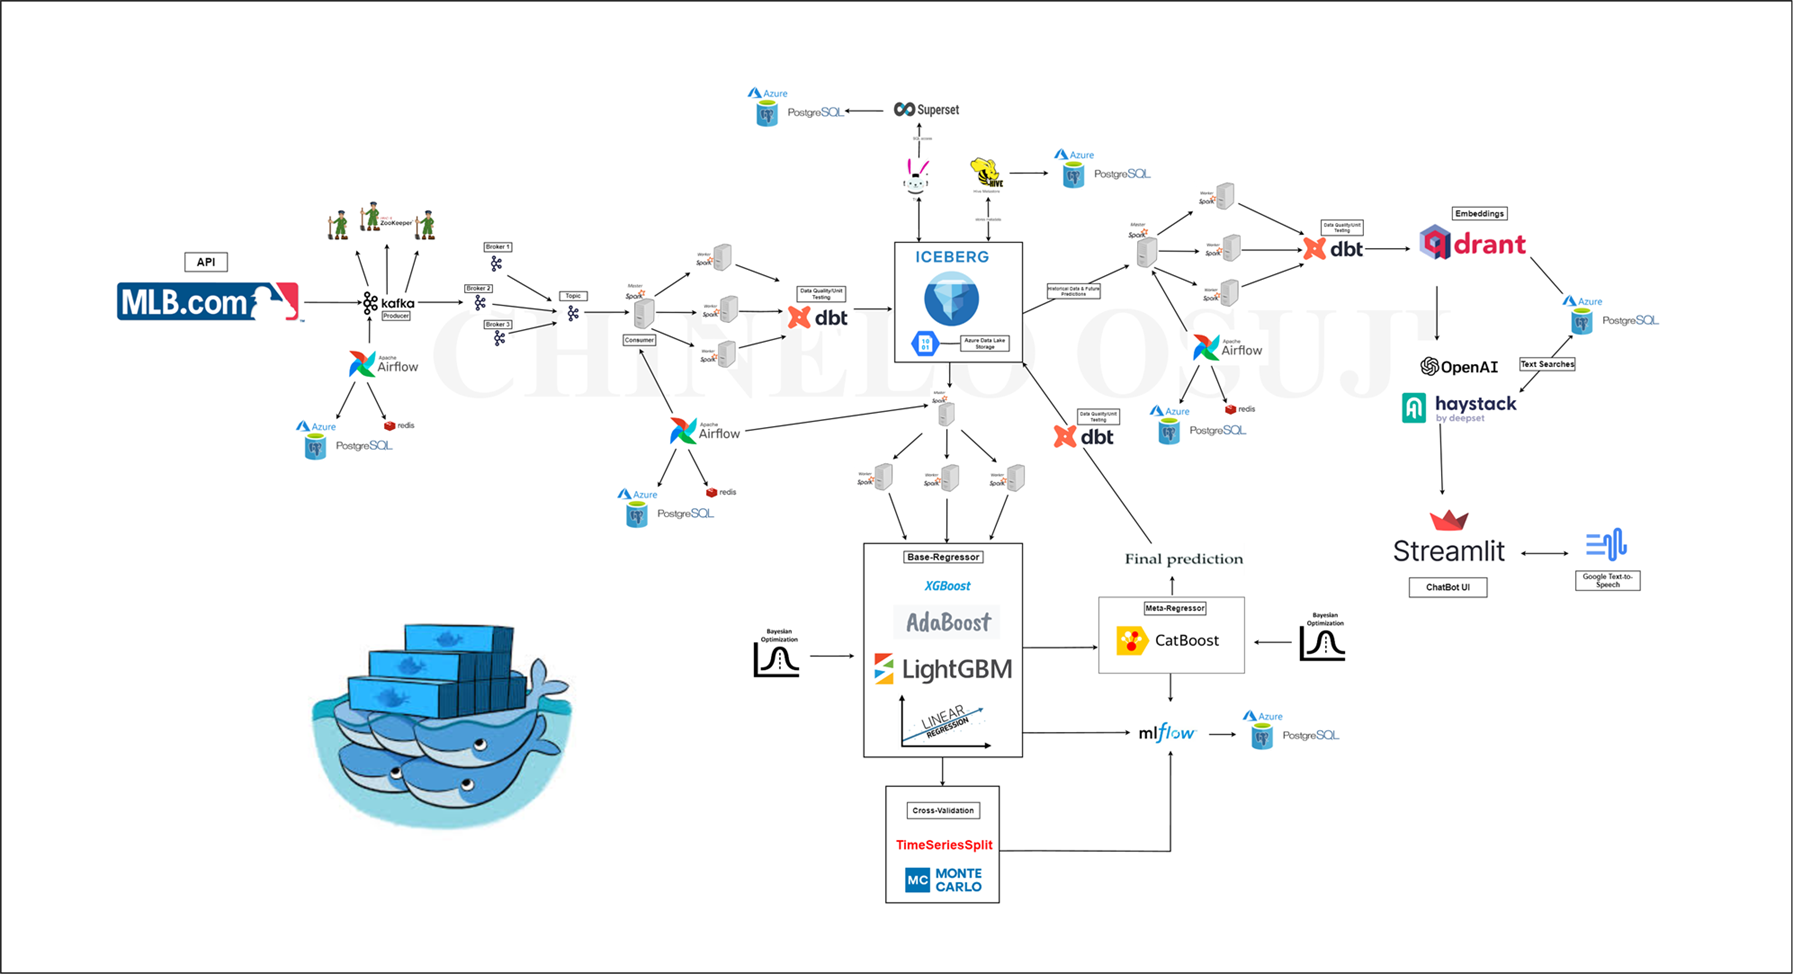 Azure
PostgreSQL
Superset
HIVE
Hive Metastore
Azure
PostgreSQL
ZooKeeper
API
MLB.com
kafka
Producer
Broker 1
Broker 2
Broker 3
Topic
Master
Spark
Consumer
Worker
Spark
Worker
Spark
Worker
Spark
Data Quality/Unit
Testing
dbt
ICEBERG
1 0
0 1
Azure Data Lake
Storage
Historical Data & Future
Predictions
Master
Spark
Worker
Spark
Worker
Spark
Worker
Spark
Data Quality/Unit
Testing
dbt
Embeddings
qdrant
Azure
PostgreSQL
Text Searches
OpenAI
haystack
by deepset
Streamlit
ChatBot UI
Google Text-to-
Speech
CHINELO OSUJI
Apache
Airflow
Azure
PostgreSQL
redis
Apache
Airflow
Azure
PostgreSQL
redis
Apache
Airflow
Azure
PostgreSQL
redis
Master
Spark
Worker
Spark
Worker
Spark
Worker
Spark
Data Quality/Unit
Testing
dbt
Base-Regressor
XGBoost
AdaBoost
LightGBM
LINEAR
REGRESSION
Bayesian
Optimization
Final prediction
Meta-Regressor
CatBoost
Bayesian
Optimization
mlflow
Azure
PostgreSQL
Cross-Validation
TimeSeriesSplit
MC
MONTE
CARLO